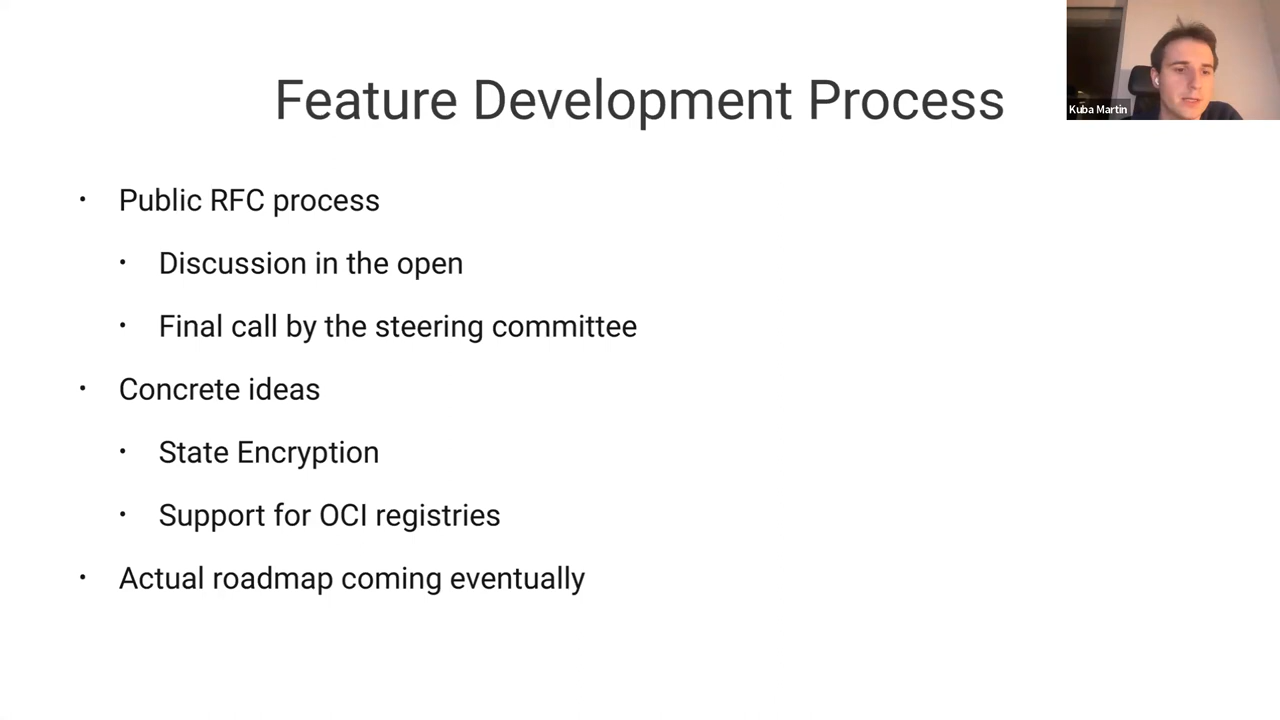 Feature Development Process
Kuba Martin
• Public RFC process
• Discussion in the open
• Final call by the steering committee
• Concrete ideas
• State Encryption
• Support for OCI registries
• Actual roadmap coming eventually